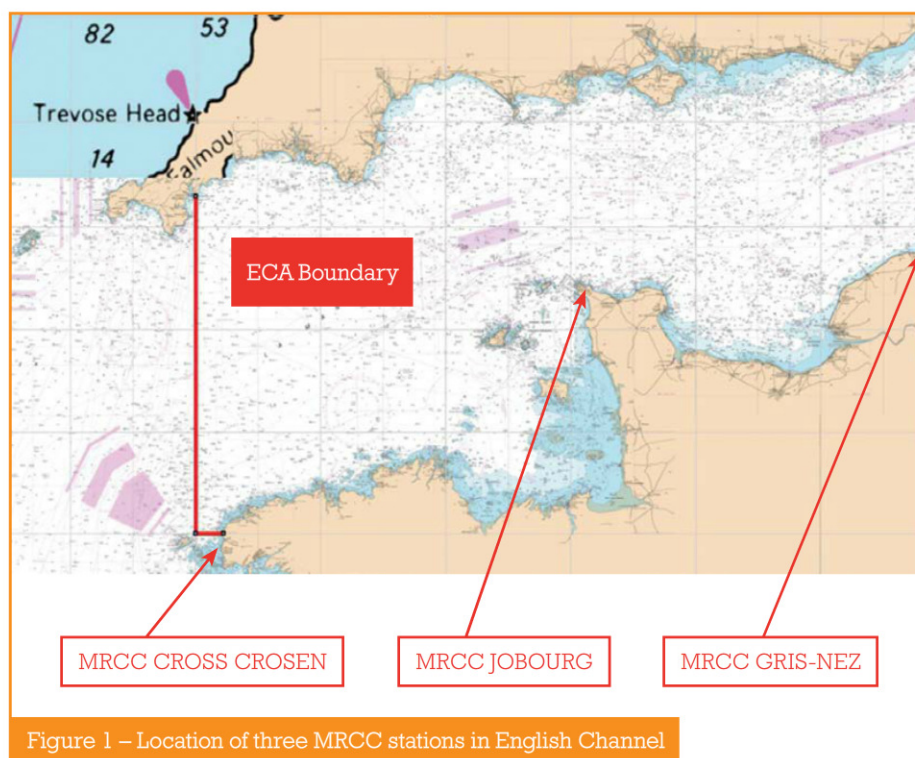 82
53
Trevose Head
14
almou
ECA Boundary
MRCC CROSS CROSEN
MRCC JOBOURG
MRCC GRIS-NEZ
Figure 1 – Location of three MRCC stations in English Channel